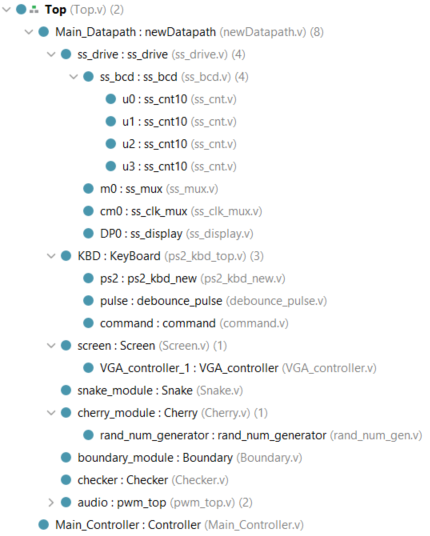 Top (Top.v) (2)
Main_Datapath : newDatapath (newDatapath.v) (8)
ss_drive : ss_drive (ss_drive.v) (4)
ss_bcd : ss_bcd (ss_bcd.v) (4)
u0 : ss_cnt10 (ss_cnt.v)
u1 : ss_cnt10 (ss_cnt.v)
u2 : ss_cnt10 (ss_cnt.v)
u3 : ss_cnt10 (ss_cnt.v)
m0 : ss_mux (ss_mux.v)
cm0 : ss_clk_mux (ss_clk_mux.v)
DP0 : ss_display (ss_display.v)
KBD : KeyBoard (ps2_kbd_top.v) (3)
ps2 : ps2_kbd_new (ps2_kbd_new.v)
pulse : debounce_pulse (debounce_pulse.v)
command : command (command.v)
screen : Screen (Screen.v) (1)
VGA_controller_1 : VGA_controller (VGA_controller.v)
snake_module : Snake (Snake.v)
cherry_module : Cherry (Cherry.v) (1)
rand_num_generator : rand_num_generator (rand_num_gen.v)
boundary_module : Boundary (Boundary.v)
checker : Checker (Checker.v)
audio : pwm_top (pwm_top.v) (2)
Main_Controller : Controller (Main_Controller.v)